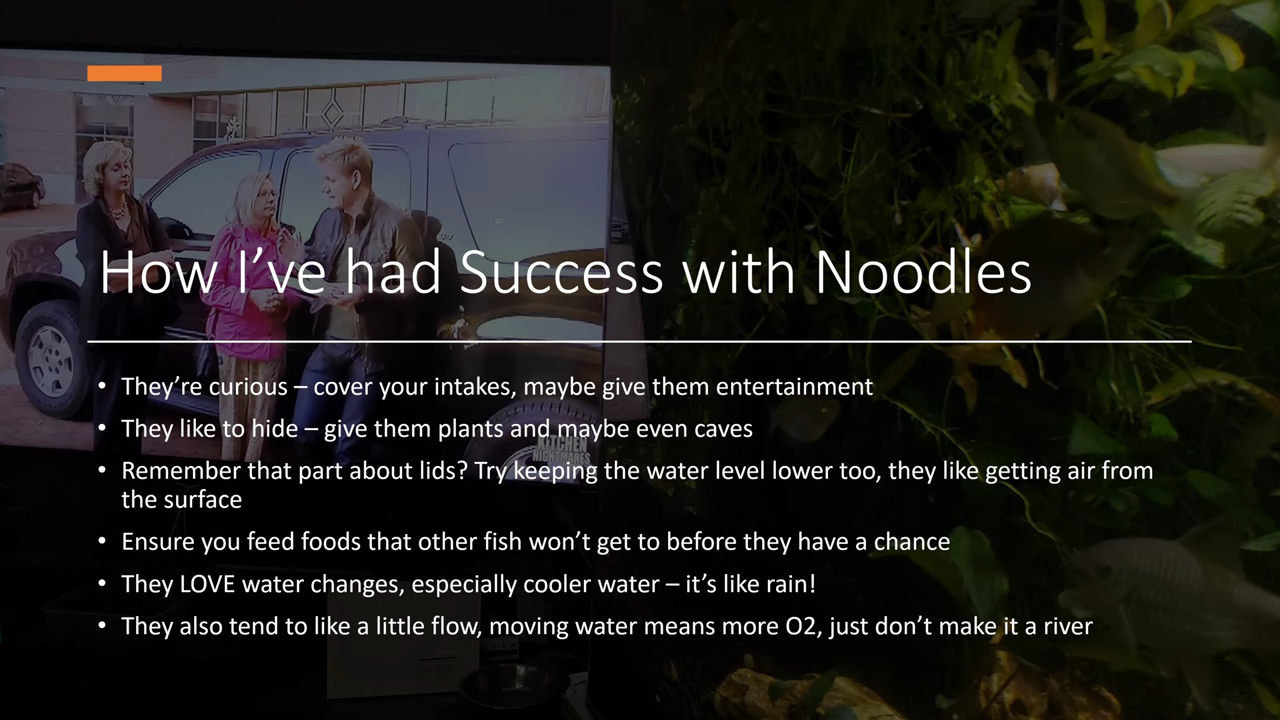 How I’ve had Success with Noodles
• They’re curious – cover your intakes, maybe give them entertainment
• They like to hide – give them plants and maybe even caves
• Remember that part about lids? Try keeping the water level lower too, they like getting air from
the surface
• Ensure you feed foods that other fish won’t get to before they have a chance
• They LOVE water changes, especially cooler water – it’s like rain!
• They also tend to like a little flow, moving water means more O2, just don’t make it a river
KITCHEN
NIGHTMARES